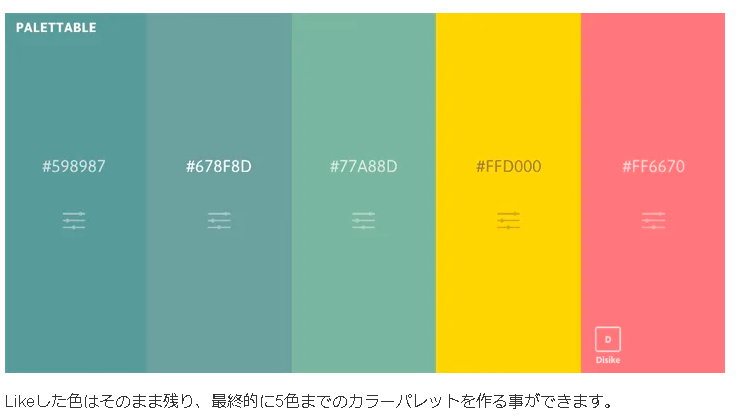 PALETTABLE
#598987
#678F8D
#77A88D
#FFD000
#FF6670
D
Disike
Likeした色はそのまま残り、最終的に5色までのカラーパレットを作る事ができます。